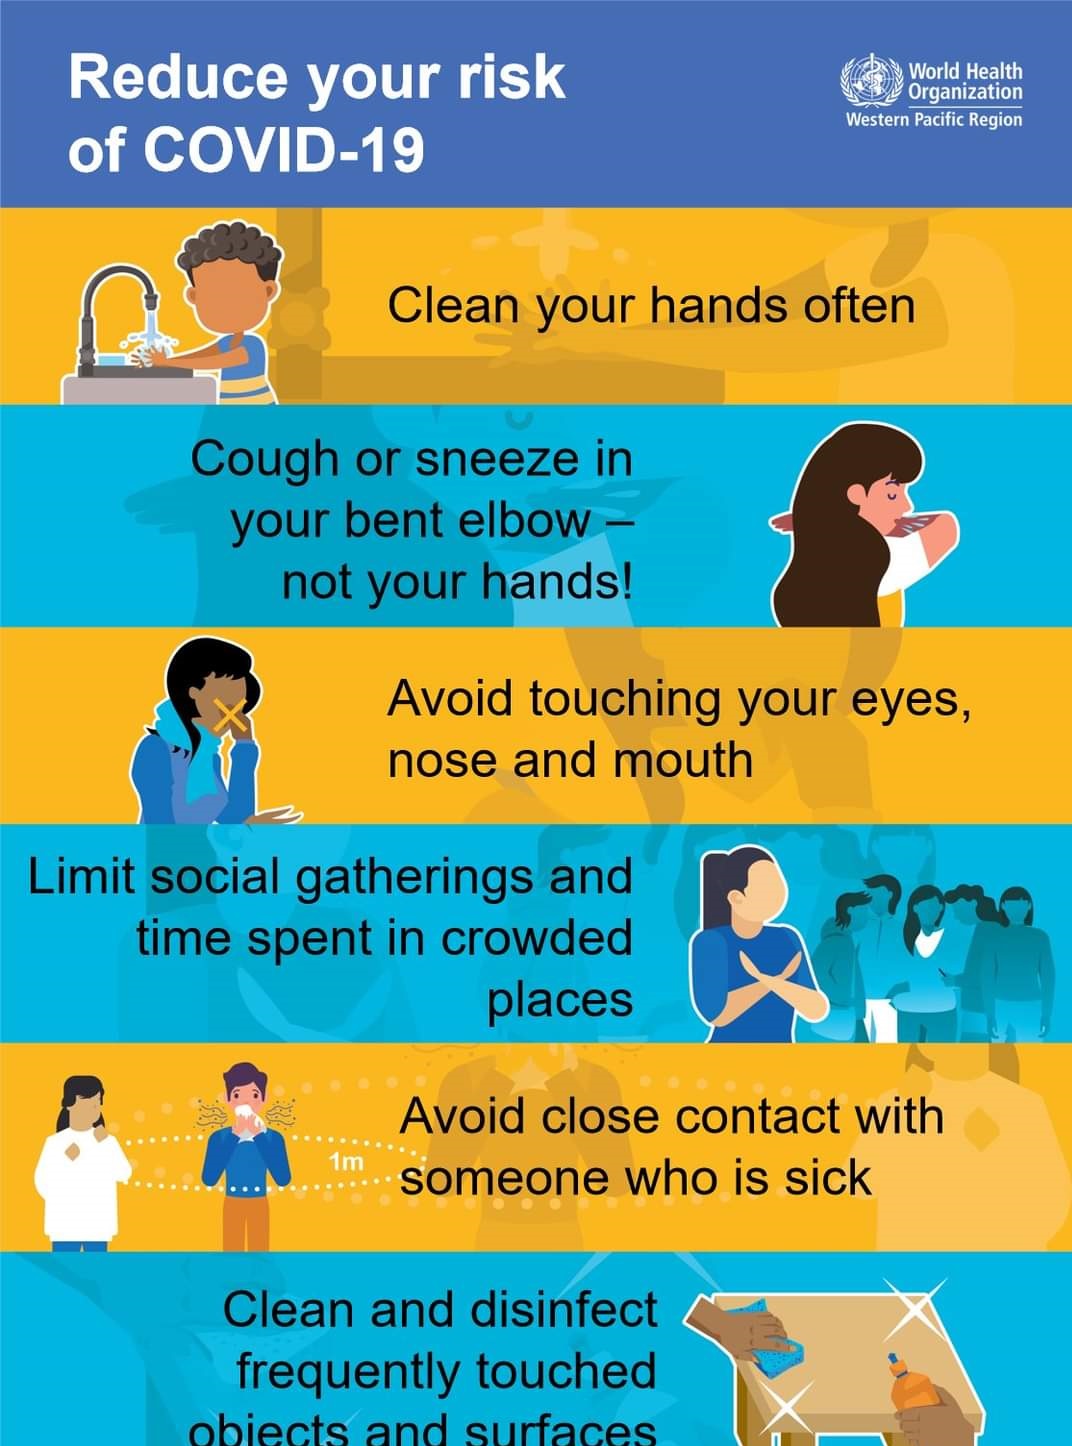 Reduce your risk
of COVID-19
World Health
Organization
Western Pacific Region
Clean your hands often
Cough or sneeze in
your bent elbow –
not your hands!
Avoid touching your eyes,
nose and mouth
Limit social gatherings and
time spent in crowded
places
Avoid close contact with
someone who is sick
1m
Clean and disinfect
frequently touched
objects and surfaces